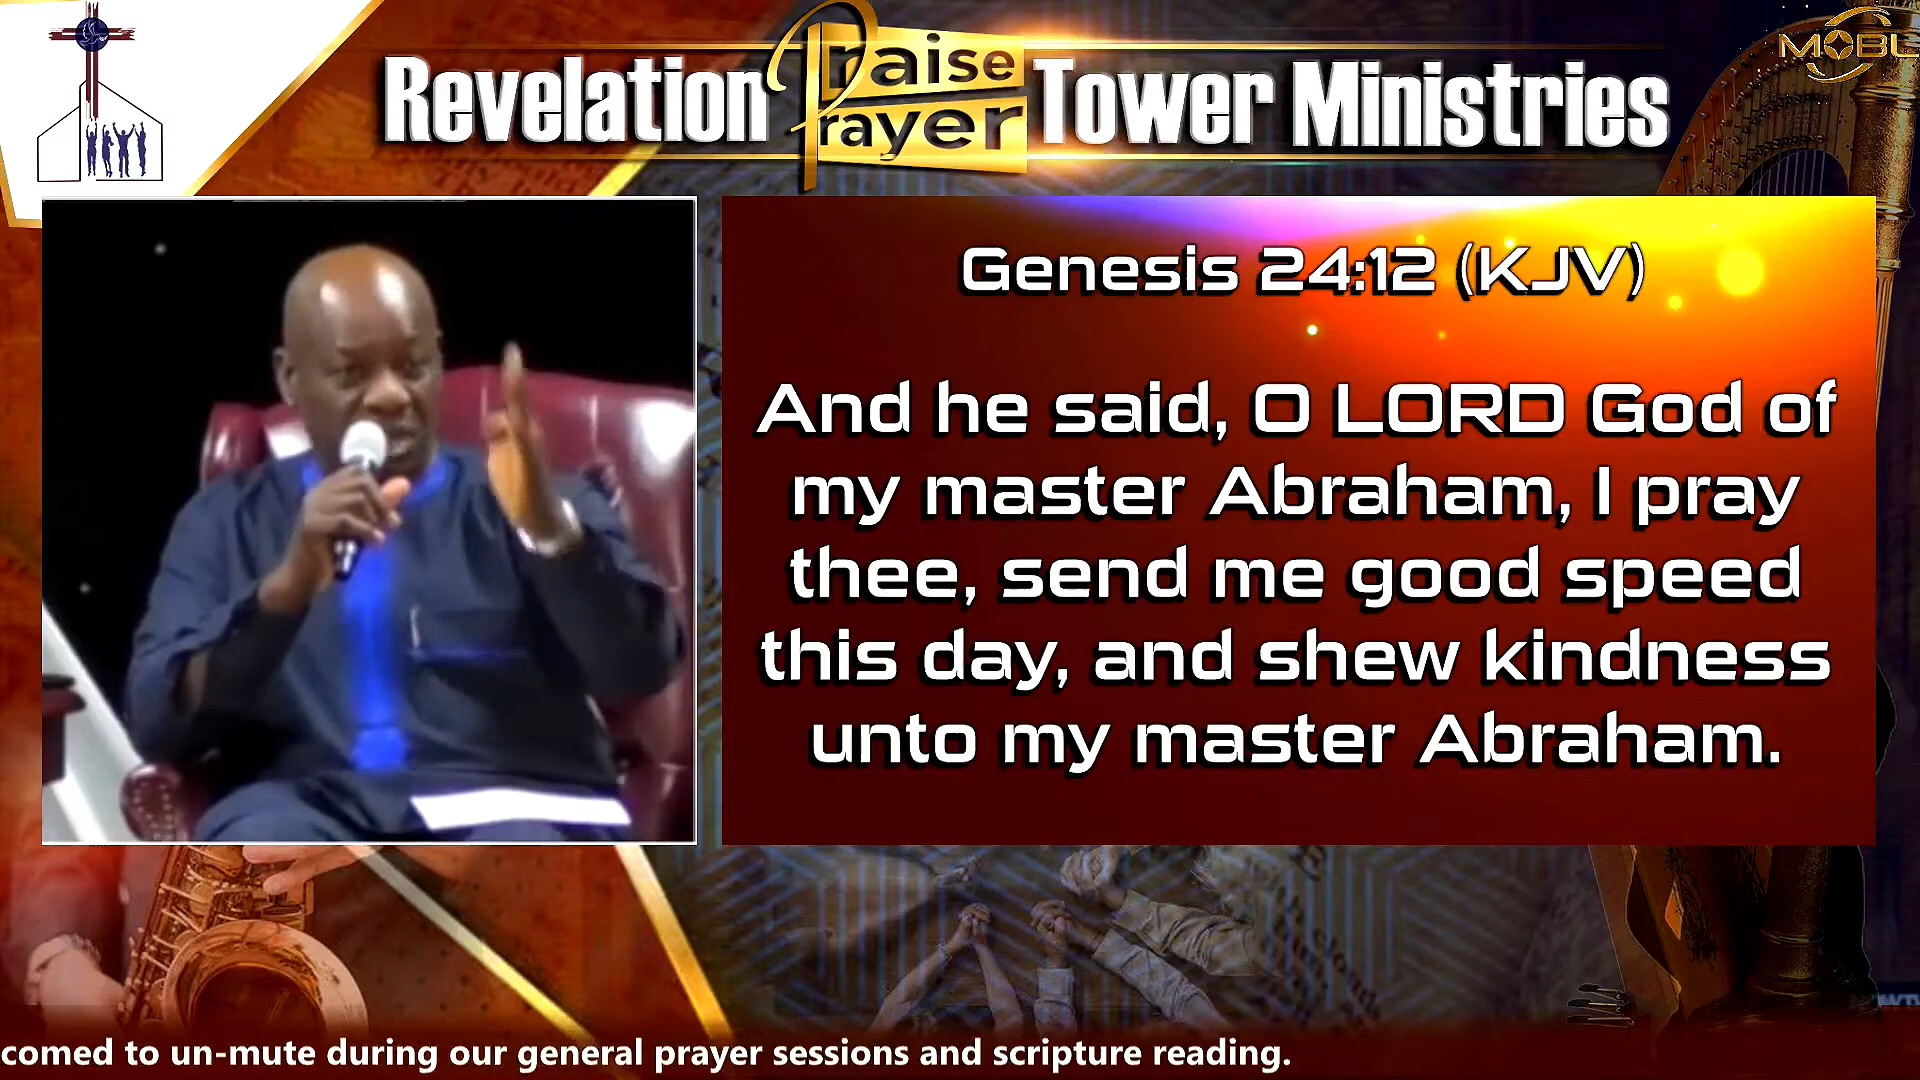 Revelation Praise Prayer Tower Ministries
MOBL
Genesis 24:12 (KJV)
And he said, O LORD God of
my master Abraham, I pray
thee, send me good speed
this day, and shew kindness
unto my master Abraham.
comed to un-mute during our general prayer sessions and scripture reading.